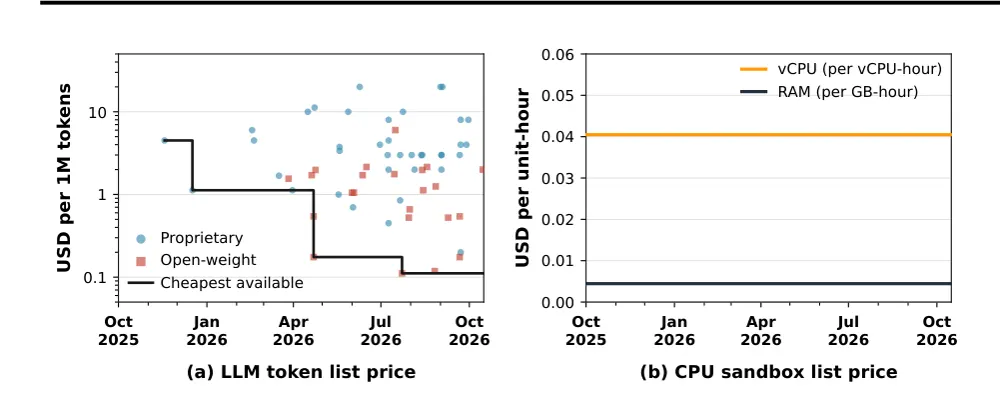 USD per 1M tokens
10
1
0.1
Proprietary
Open-weight
Cheapest available
Oct Jan Apr Jul Oct
2025 2026 2026 2026 2026
(a) LLM token list price
USD per unit-hour
0.06
0.05
0.04
0.03
0.02
0.01
0.00
vCPU (per vCPU-hour)
RAM (per GB-hour)
Oct Jan Apr Jul Oct
2025 2026 2026 2026 2026
(b) CPU sandbox list price